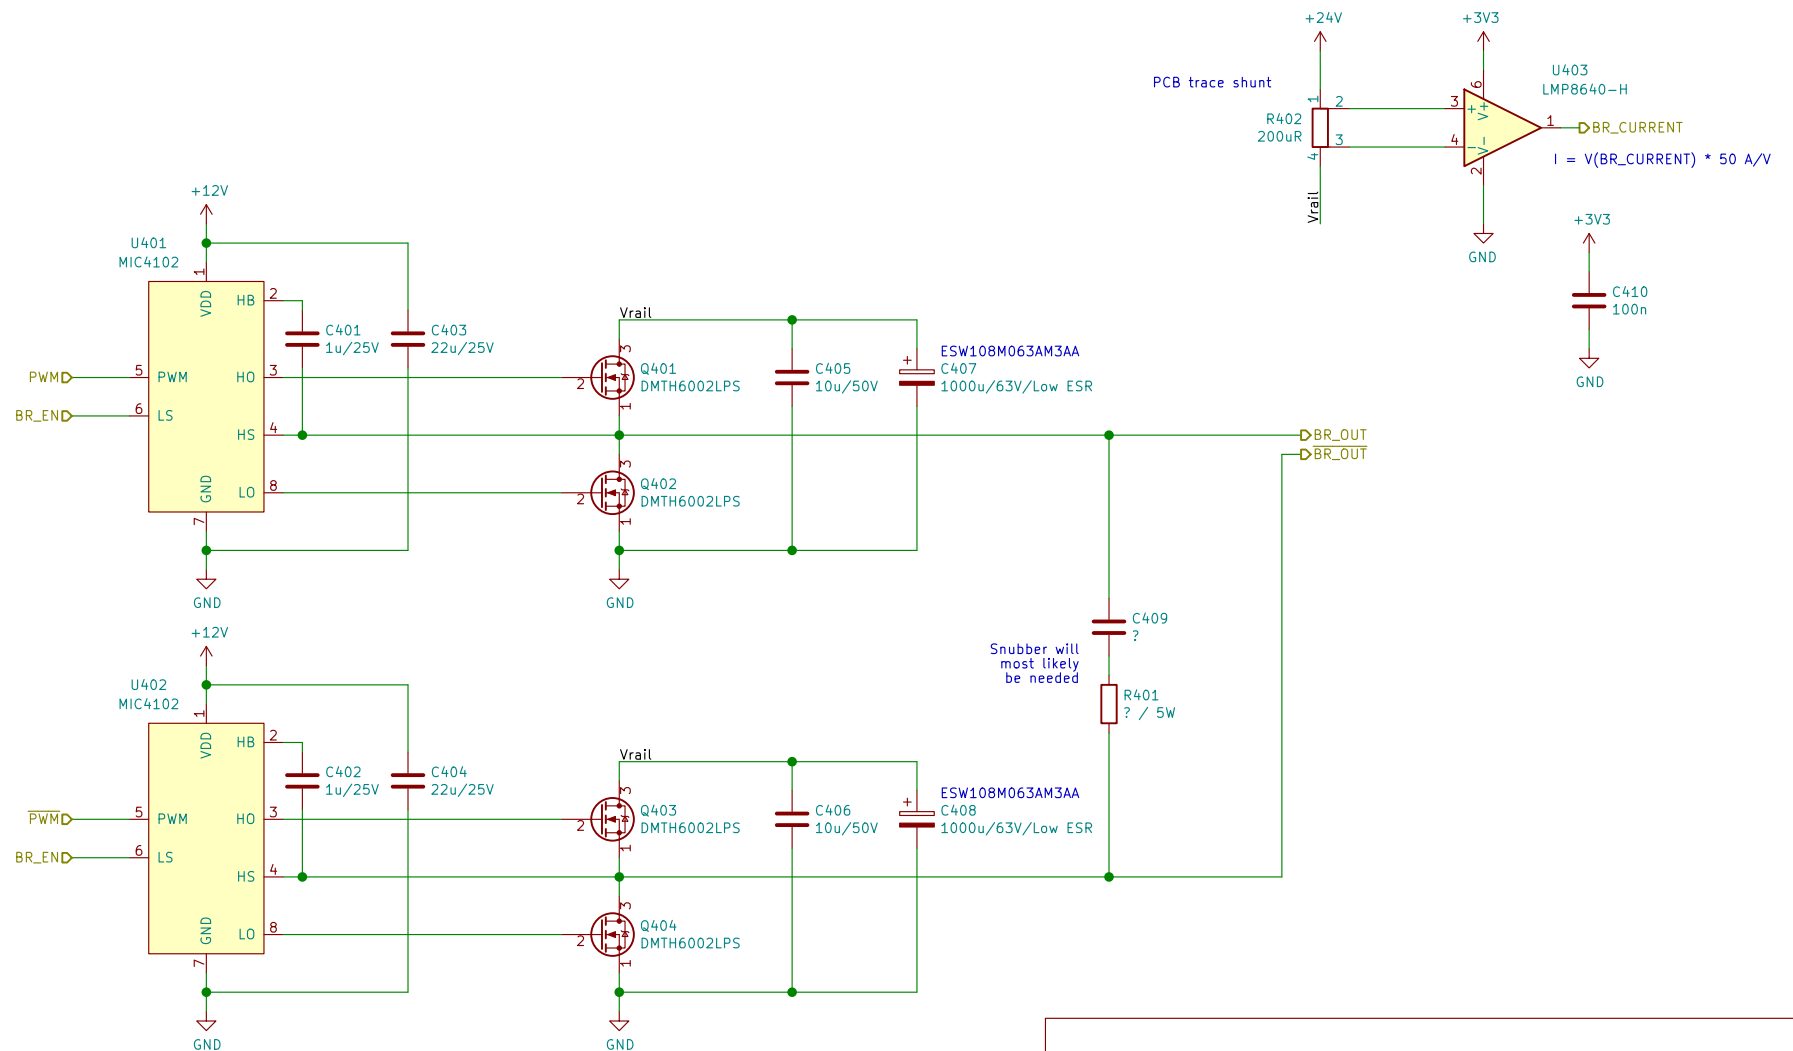 +24V
+3V3
PCB trace shunt
U403
LMP8640-H
R402
200uR
1
2
3
4
3
4
6
2
1
+
-
V+
V-
BR_CURRENT
I = V(BR_CURRENT) * 50 A/V
Vrail
GND
+3V3
C410
100n
GND
+12V
U401
MIC4102
1
VDD
HB
2
C401
1u/25V
C403
22u/25V
PWM
5
PWM
HO
3
BR_EN
6
LS
HS
4
GND
LO
8
7
GND
Vrail
3
2
1
Q401
DMTH6002LPS
3
2
1
Q402
DMTH6002LPS
GND
C405
10u/50V
ESW108M063AM3AA
+
C407
1000u/63V/Low ESR
BR_OUT
BR_OUT
C409
?
Snubber will
most likely
be needed
R401
? / 5W
+12V
U402
MIC4102
1
VDD
HB
2
C402
1u/25V
C404
22u/25V
PWM
5
PWM
HO
3
BR_EN
6
LS
HS
4
GND
LO
8
7
GND
Vrail
3
2
1
Q403
DMTH6002LPS
3
2
1
Q404
DMTH6002LPS
GND
C406
10u/50V
ESW108M063AM3AA
+
C408
1000u/63V/Low ESR